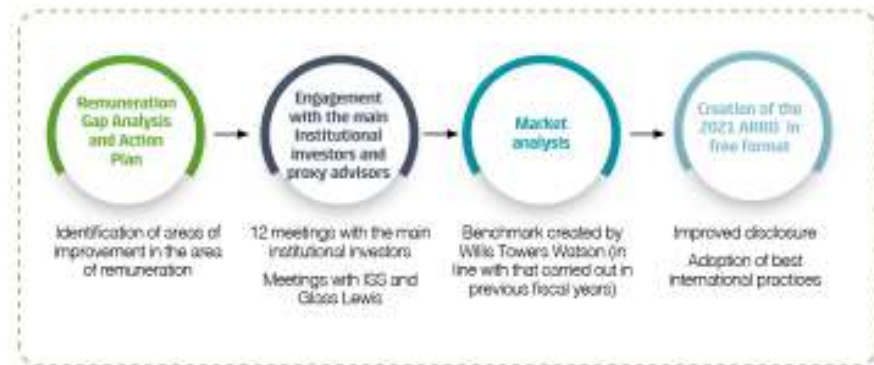 Remuneration
Gap Analysis
and Action
Plan
Engagement
with the main
institutional
investors and
proxy advisors
Market
analysis
Creation of the
2021 ARRD in
free format
Identification of areas of
improvement in the area
of remuneration
12 meetings with the main
institutional investors
Meetings with ISS and
Glass Lewis
Benchmark created by
Willis Towers Watson (in
line with that carried out in
previous fiscal years)
Improved disclosure
Adoption of best
international practices